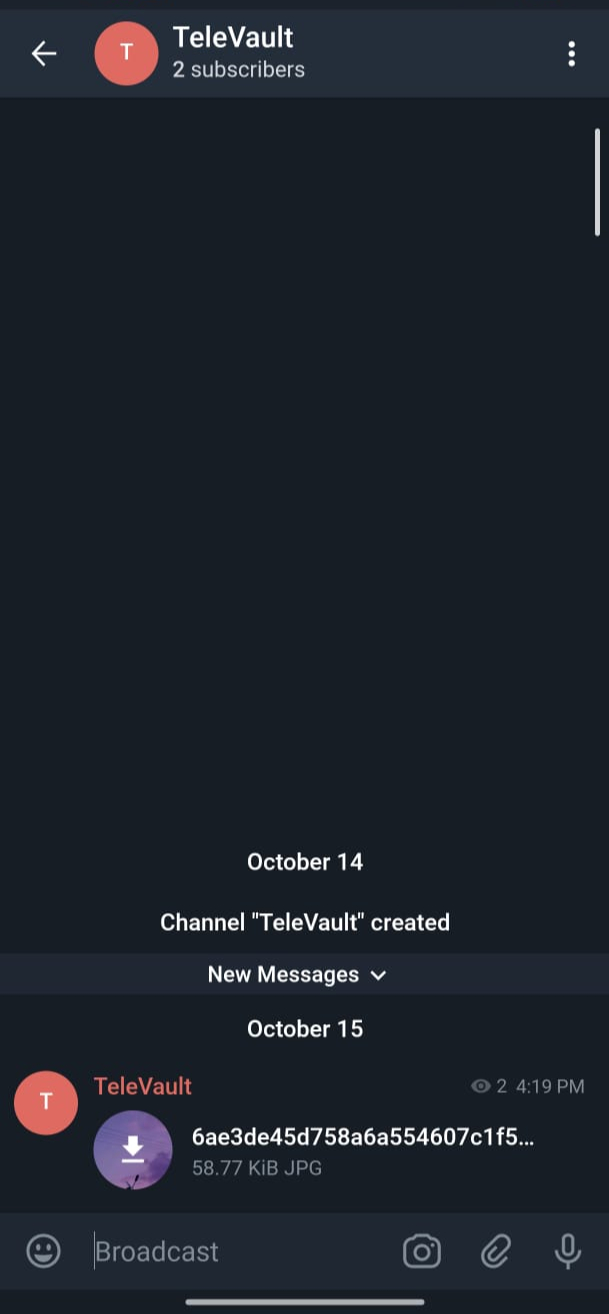 T
TeleVault
2 subscribers
October 14
Channel "TeleVault" created
New Messages
October 15
T
TeleVault
2 4:19 PM
6ae3de45d758a6a554607c1f5...
58.77 KiB JPG
Broadcast